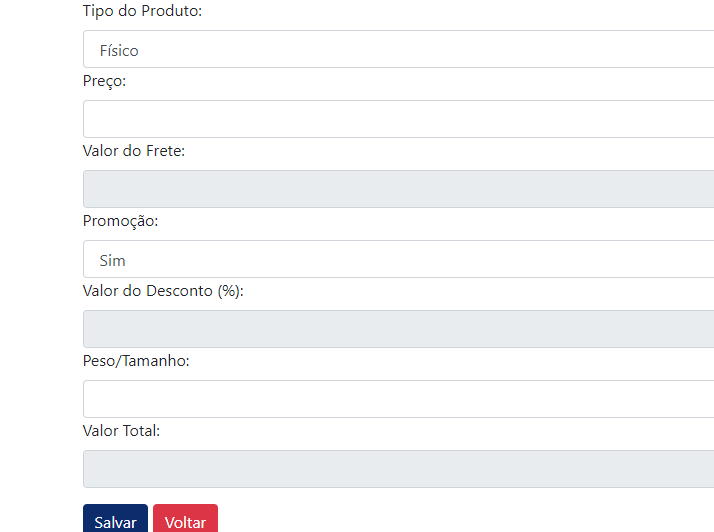 Tipo do Produto:
Físico
Preço:
Valor do Frete:
Promoção:
Sim
Valor do Desconto (%):
Peso/Tamanho:
Valor Total:
Salvar Voltar